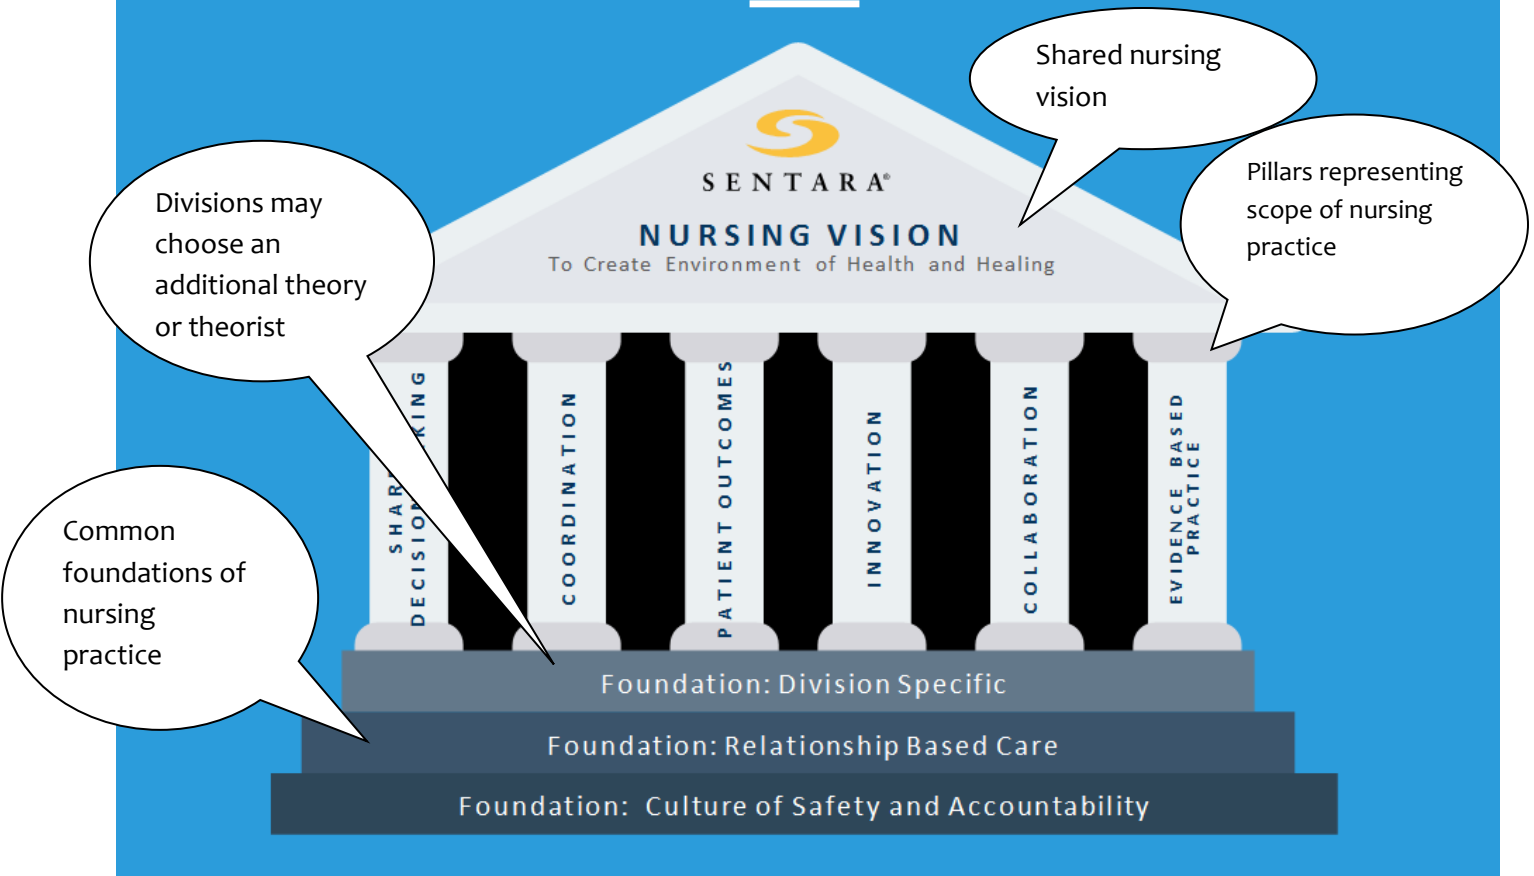 Shared nursing
vision
Pillars representing
scope of nursing
practice
Divisions may
choose an
additional theory
or theorist
Common
foundations of
nursing
practice
SENTARA®
NURSING VISION
To Create Environment of Health and Healing
COORDINATION
PATIENT OUTCOMES
INNOVATION
COLLABORATION
EVIDENCE BASED
PRACTICE
Foundation: Division Specific
Foundation: Relationship Based Care
Foundation: Culture of Safety and Accountability